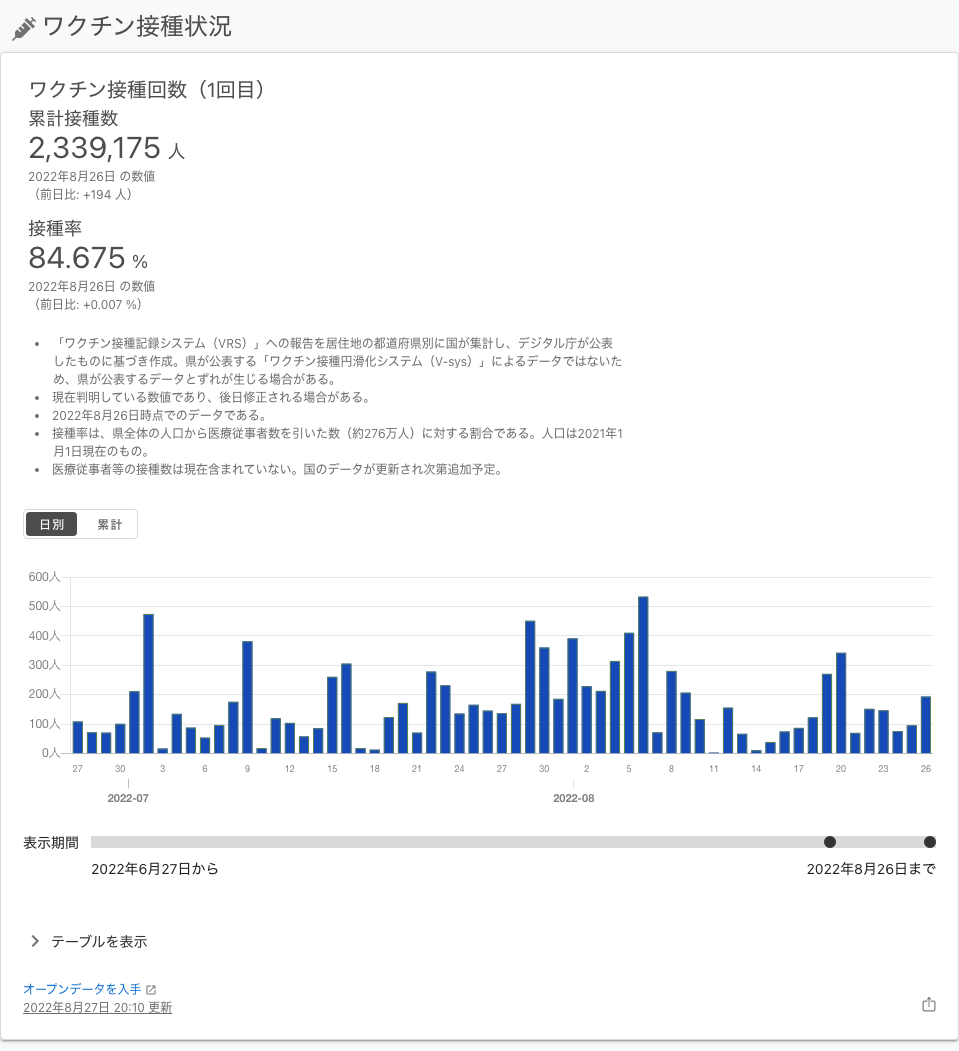 ワクチン接種状況
ワクチン接種回数（1回目）
累計接種数
2,339,175 人
2022年8月26日 の数値
（前日比: +194 人）
接種率
84.675 %
2022年8月26日 の数値
（前日比: +0.007 %）
• 「ワクチン接種記録システム（VRS）」への報告を居住地の都道府県別に国が集計し、デジタル庁が公表
したものに基づき作成。県が公表する「ワクチン接種円滑化システム（V-sys）」によるデータではないた
め、県が公表するデータとずれが生じる場合がある。
• 現在判明している数値であり、後日修正される場合がある。
• 2022年8月26日時点でのデータである。
• 接種率は、県全体の人口から医療従事者数を引いた数（約276万人）に対する割合である。人口は2021年1
月1日現在のもの。
• 医療従事者等の接種数は現在含まれていない。国のデータが更新され次第追加予定。
日別 累計
600人
500人
400人
300人
200人
100人
0人
27 30 3 6 9 12 15 18 21 24 27 30 2 5 8 11 14 17 20 23 26
2022-07 2022-08
表示期間
2022年6月27日から 2022年8月26日まで
テーブルを表示
オープンデータを入手
2022年8月27日 20:10 更新